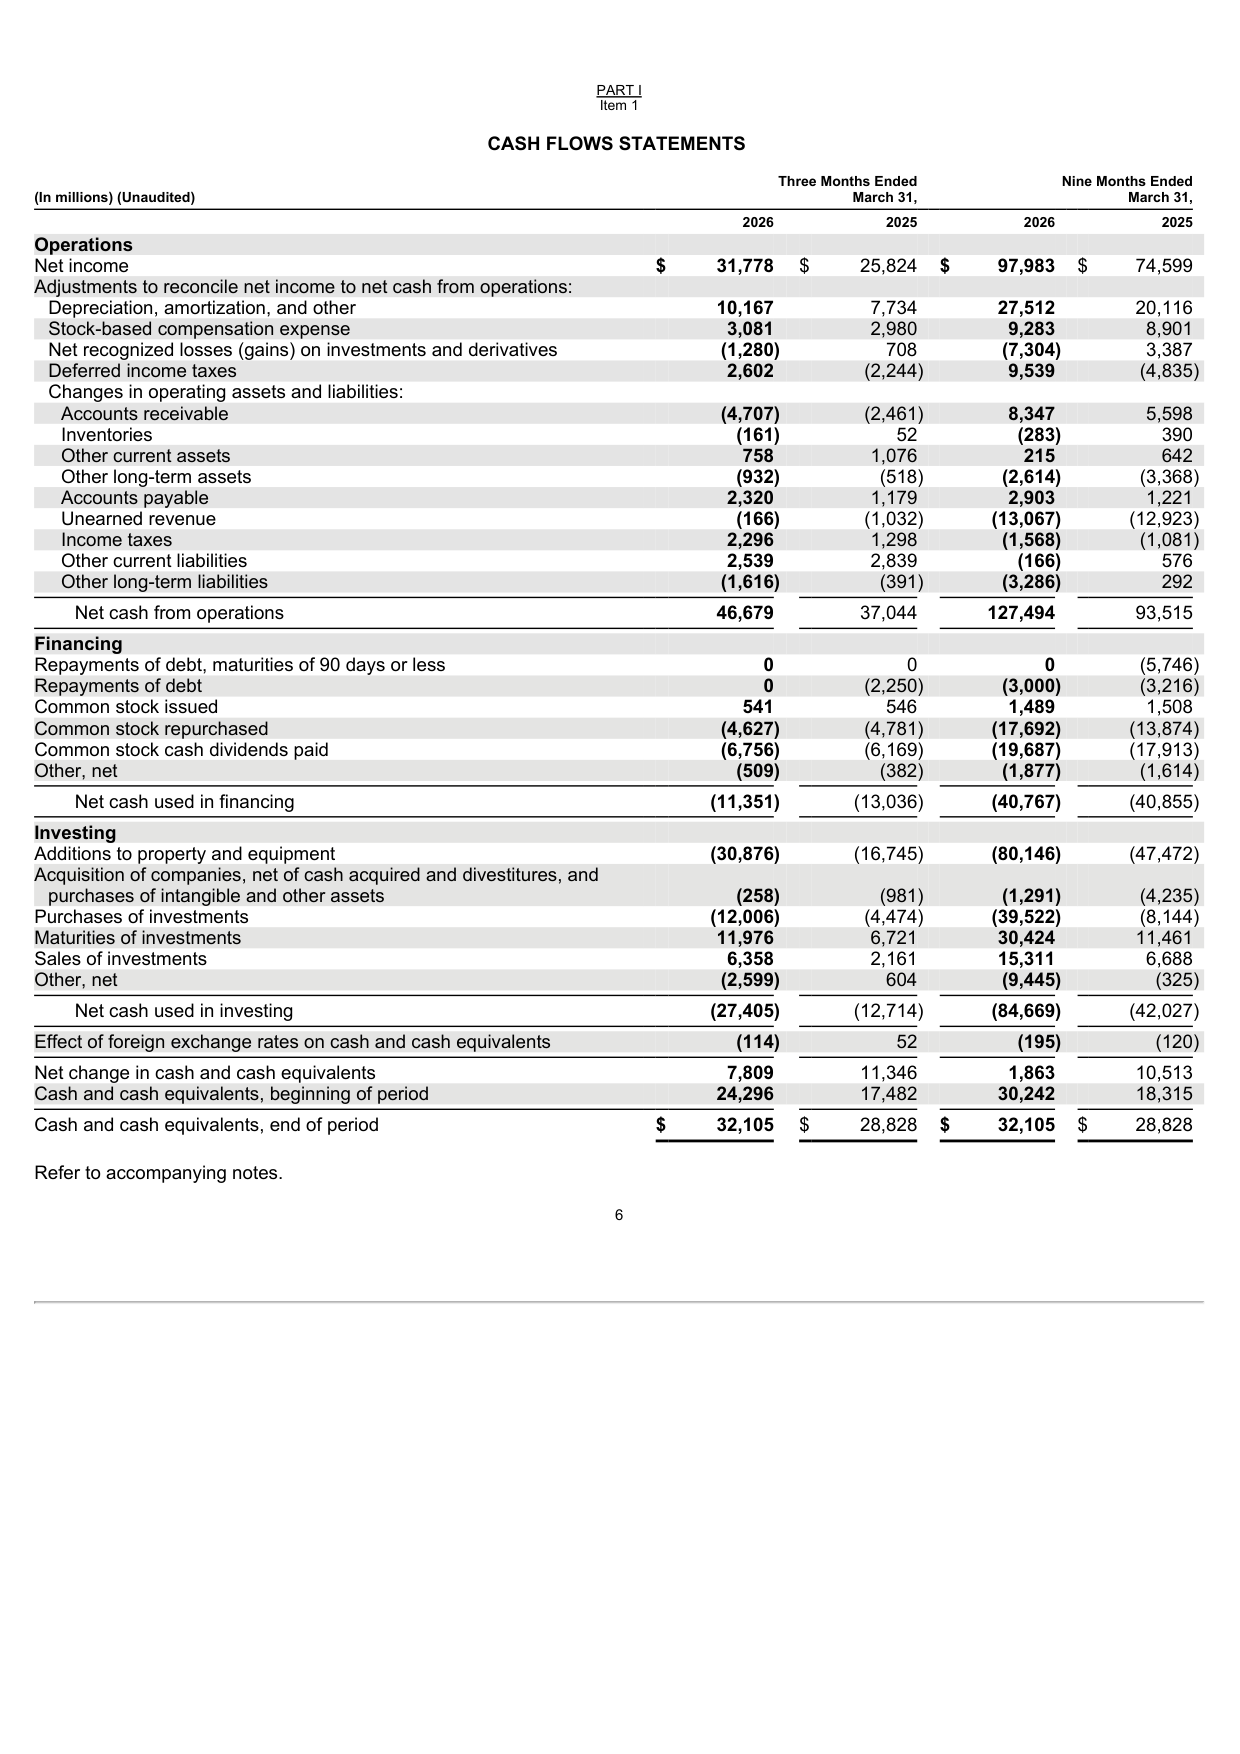 PART I
Item 1
CASH FLOWS STATEMENTS
Three Months Ended Nine Months Ended
(In millions) (Unaudited) March 31, March 31,
2026 2025 2026 2025
Operations
Net income $ 31,778 $ 25,824 $ 97,983 $ 74,599
Adjustments to reconcile net income to net cash from operations:
Depreciation, amortization, and other 10,167 7,734 27,512 20,116
Stock-based compensation expense 3,081 2,980 9,283 8,901
Net recognized losses (gains) on investments and derivatives (1,280) 708 (7,304) 3,387
Deferred income taxes 2,602 (2,244) 9,539 (4,835)
Changes in operating assets and liabilities:
Accounts receivable (4,707) (2,461) 8,347 5,598
Inventories (161) 52 (283) 390
Other current assets 758 1,076 215 642
Other long-term assets (932) (518) (2,614) (3,368)
Accounts payable 2,320 1,179 2,903 1,221
Unearned revenue (166) (1,032) (13,067) (12,923)
Income taxes 2,296 1,298 (1,568) (1,081)
Other current liabilities 2,539 2,839 (166) 576
Other long-term liabilities (1,616) (391) (3,286) 292
Net cash from operations 46,679 37,044 127,494 93,515
Financing
Repayments of debt, maturities of 90 days or less 0 0 0 (5,746)
Repayments of debt 0 (2,250) (3,000) (3,216)
Common stock issued 541 546 1,489 1,508
Common stock repurchased (4,627) (4,781) (17,692) (13,874)
Common stock cash dividends paid (6,756) (6,169) (19,687) (17,913)
Other, net (509) (382) (1,877) (1,614)
Net cash used in financing (11,351) (13,036) (40,767) (40,855)
Investing
Additions to property and equipment (30,876) (16,745) (80,146) (47,472)
Acquisition of companies, net of cash acquired and divestitures, and
purchases of intangible and other assets (258) (981) (1,291) (4,235)
Purchases of investments (12,006) (4,474) (39,522) (8,144)
Maturities of investments 11,976 6,721 30,424 11,461
Sales of investments 6,358 2,161 15,311 6,688
Other, net (2,599) 604 (9,445) (325)
Net cash used in investing (27,405) (12,714) (84,669) (42,027)
Effect of foreign exchange rates on cash and cash equivalents (114) 52 (195) (120)
Net change in cash and cash equivalents 7,809 11,346 1,863 10,513
Cash and cash equivalents, beginning of period 24,296 17,482 30,242 18,315
Cash and cash equivalents, end of period $ 32,105 $ 28,828 $ 32,105 $ 28,828
Refer to accompanying notes.
6